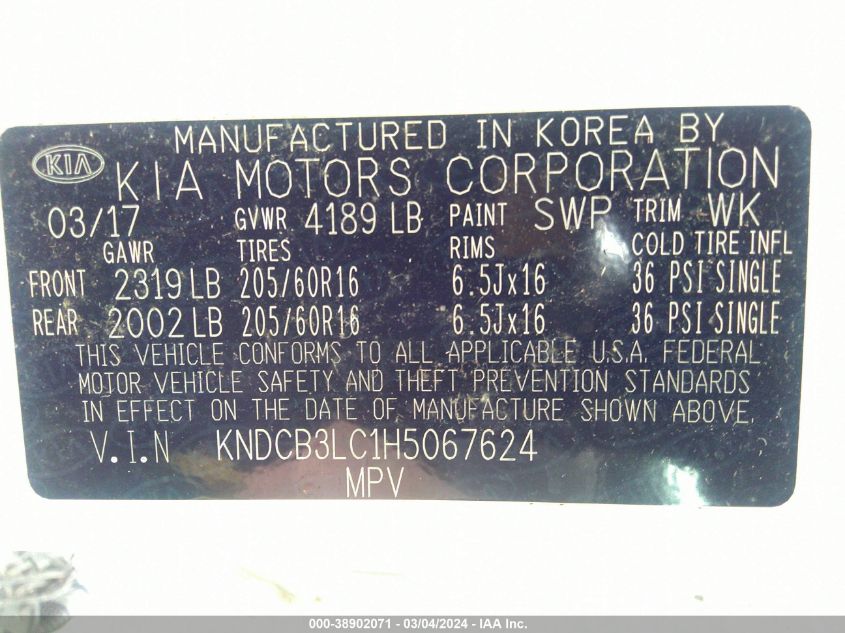 MANUFACTURED IN KOREA BY
KIA KIA MOTORS CORPORATION
03/17 GVWR 4189 LB PAINT SWP TRIM WK
GAWR TIRES RIMS COLD TIRE INFL
FRONT 2319 LB 205/60R16 6.5Jx16 36 PSI SINGLE
REAR 2002 LB 205/60R16 6.5Jx16 36 PSI SINGLE
THIS VEHICLE CONFORMS TO ALL APPLICABLE U.S.A. FEDERAL
MOTOR VEHICLE SAFETY AND THEFT PREVENTION STANDARDS
IN EFFECT ON THE DATE OF MANUFACTURE SHOWN ABOVE.
V.I.N KNDCB3LC1H5067624
MPV
000-38902071 - 03/04/2024 - IAA Inc.